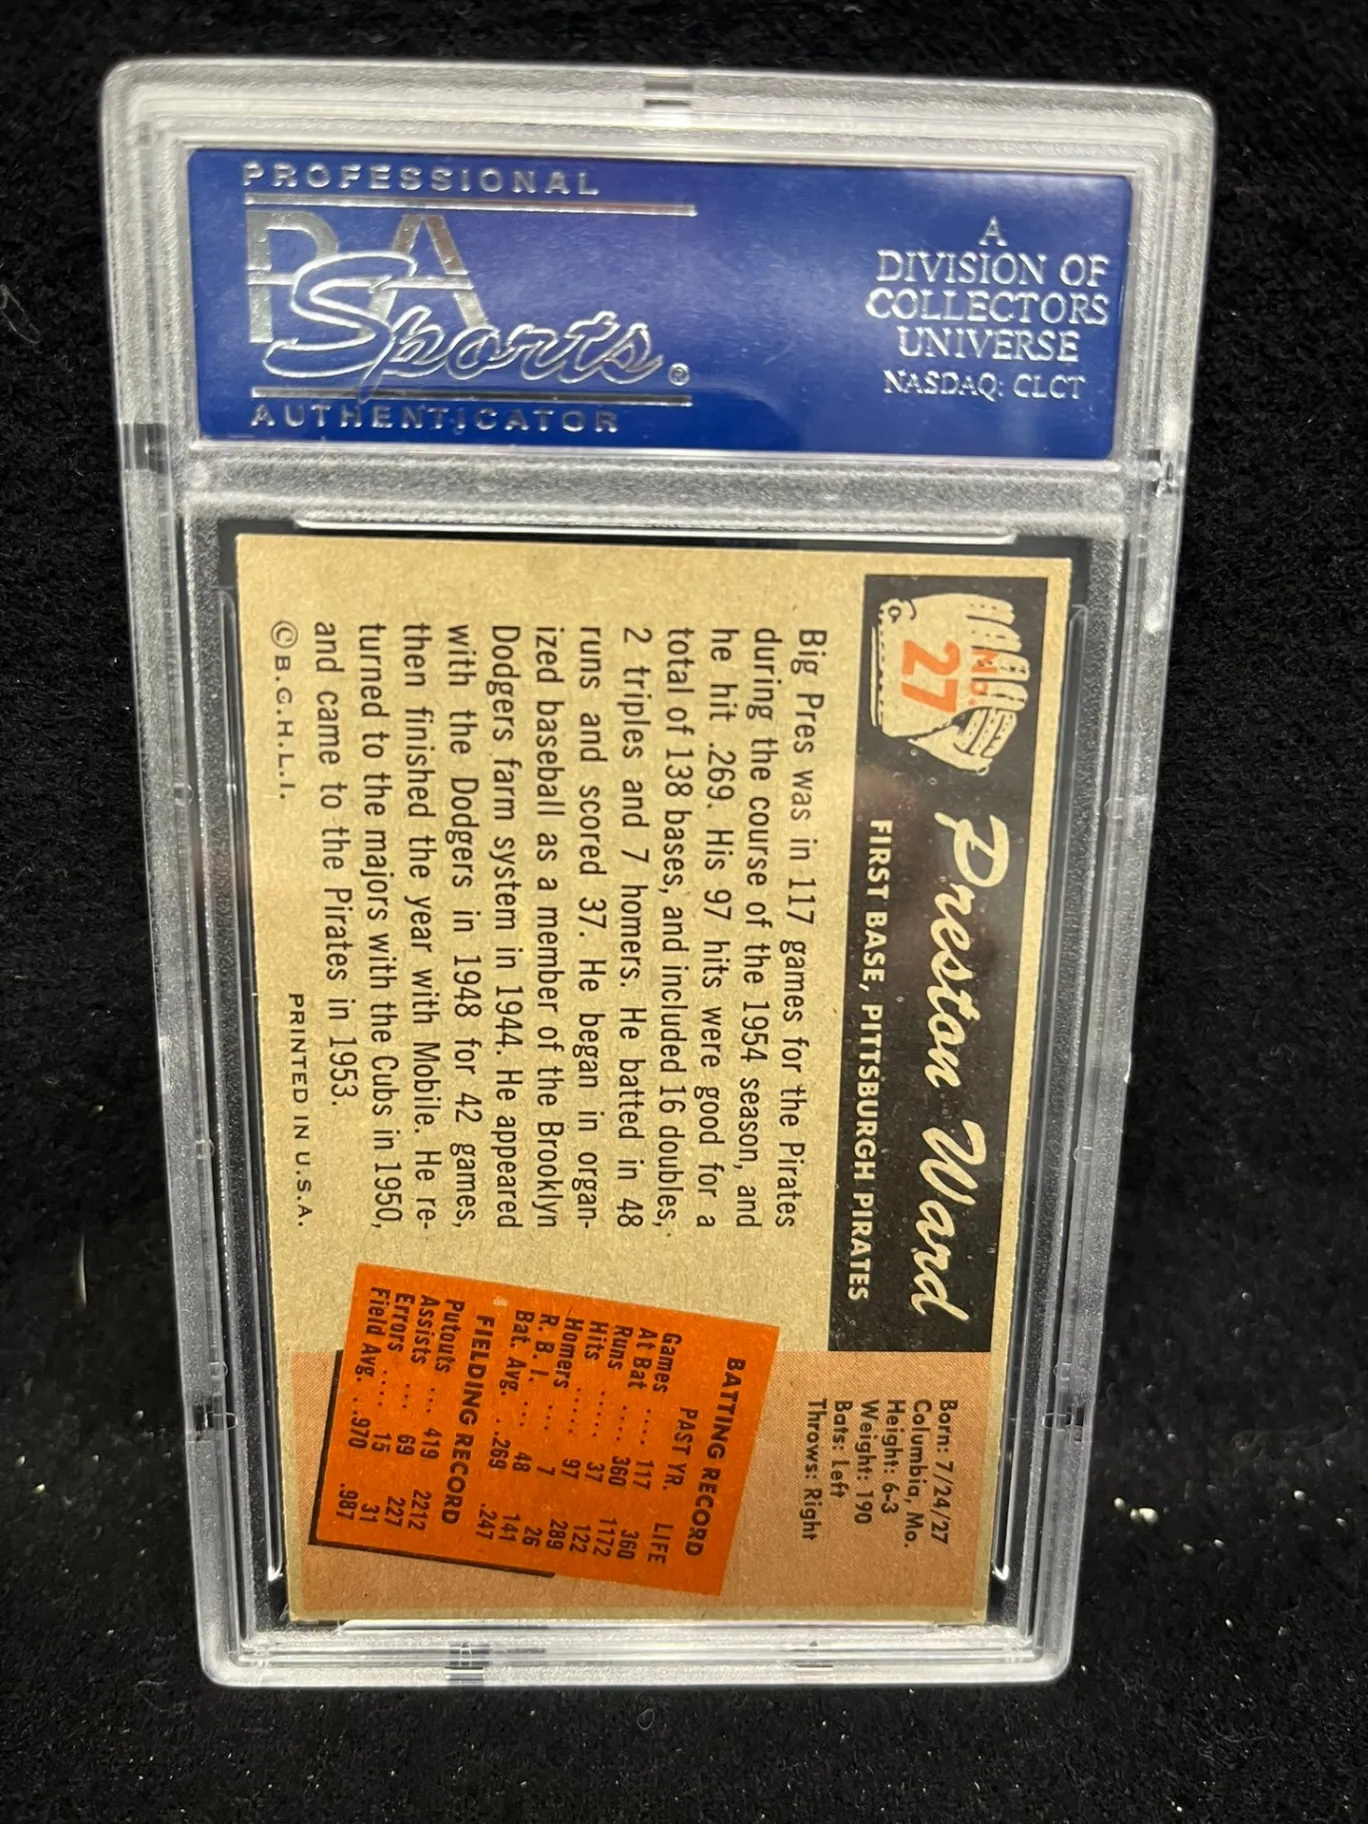 PROFESSIONAL
PSA
Sports®
AUTHENTICATOR
A
DIVISION OF
COLLECTORS
UNIVERSE
NASDAQ: CLCT
No.
27
Preston Ward
FIRST BASE, PITTSBURGH PIRATES
Born: 7/24/27
Columbia, Mo.
Height: 6-3
Weight: 190
Bats: Left
Throws: Right
Big Pres was in 117 games for the Pirates
during the course of the 1954 season, and
he hit .269. His 97 hits were good for a
total of 138 bases, and included 16 doubles,
2 triples and 7 homers. He batted in 48
runs and scored 37. He began in organ-
ized baseball as a member of the Brooklyn
Dodgers farm system in 1944. He appeared
with the Dodgers in 1948 for 42 games,
then finished the year with Mobile. He re-
turned to the majors with the Cubs in 1950,
and came to the Pirates in 1953.
© B.C.H.L.I.
PRINTED IN U.S.A.
BATTING RECORD
PAST YR. LIFE
Games .... 117 360
At Bat .... 360 1172
Runs .... 37 122
Hits .... 97 289
Homers .... 7 26
R. B. I. .... 48 141
Bat. Avg. ...269 .247
FIELDING RECORD
Putouts ... 419 2212
Assists ... 69 227
Errors .... 15 31
Field Avg. ...970 .987